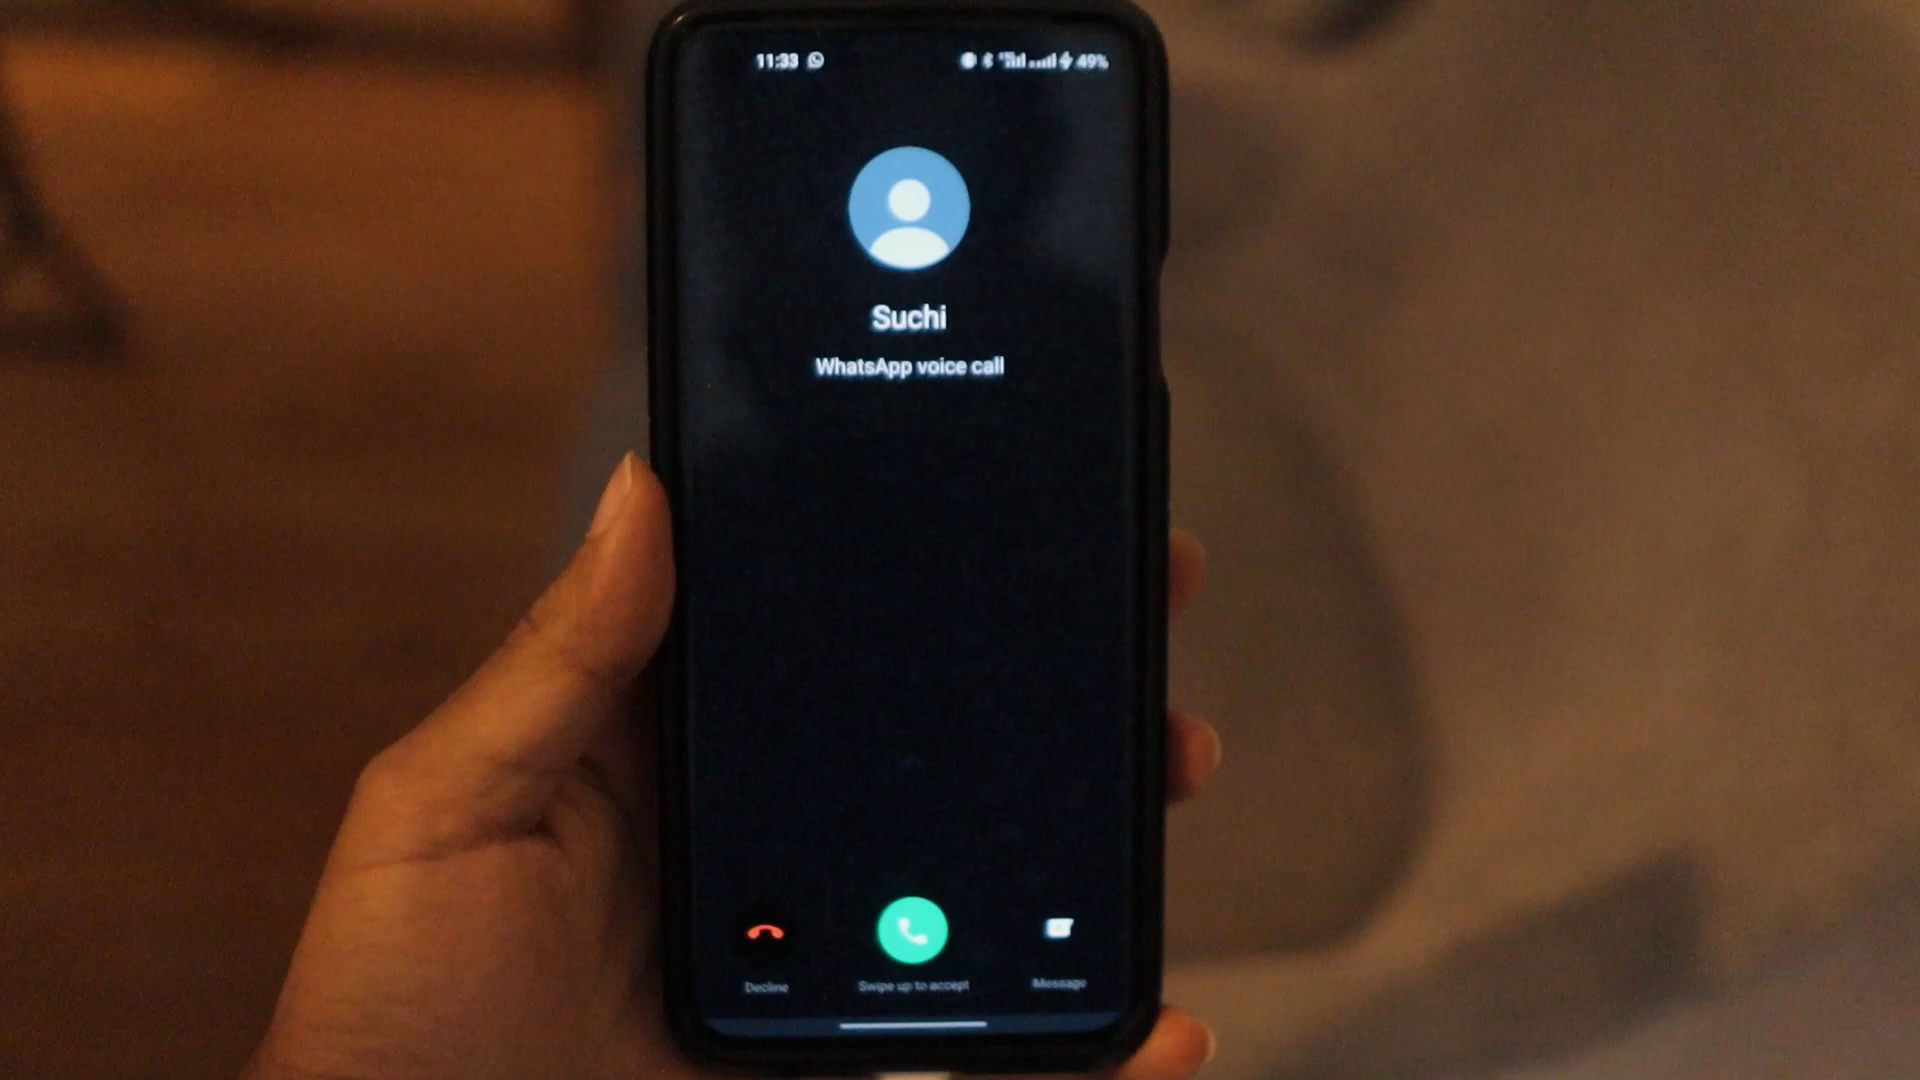 11:33
49%
Suchi
WhatsApp voice call
Decline
Swipe up to accept
Message